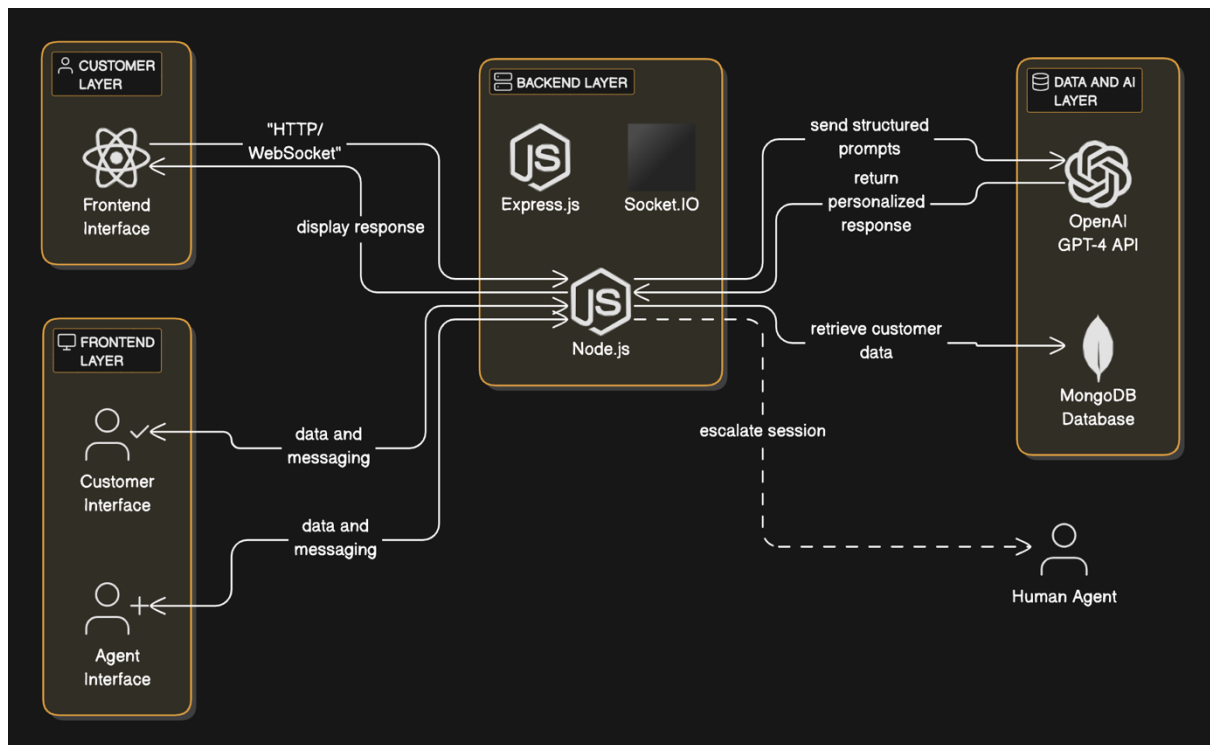 CUSTOMER
LAYER
Frontend
Interface
"HTTP/
WebSocket"
display response
BACKEND LAYER
JS
Express.js
Socket.IO
JS
Node.js
send structured
prompts
return
personalized
response
DATA AND AI
LAYER
OpenAI
GPT-4 API
retrieve customer
data
MongoDB
Database
FRONTEND
LAYER
Customer
Interface
data and
messaging
Agent
Interface
data and
messaging
escalate session
Human Agent